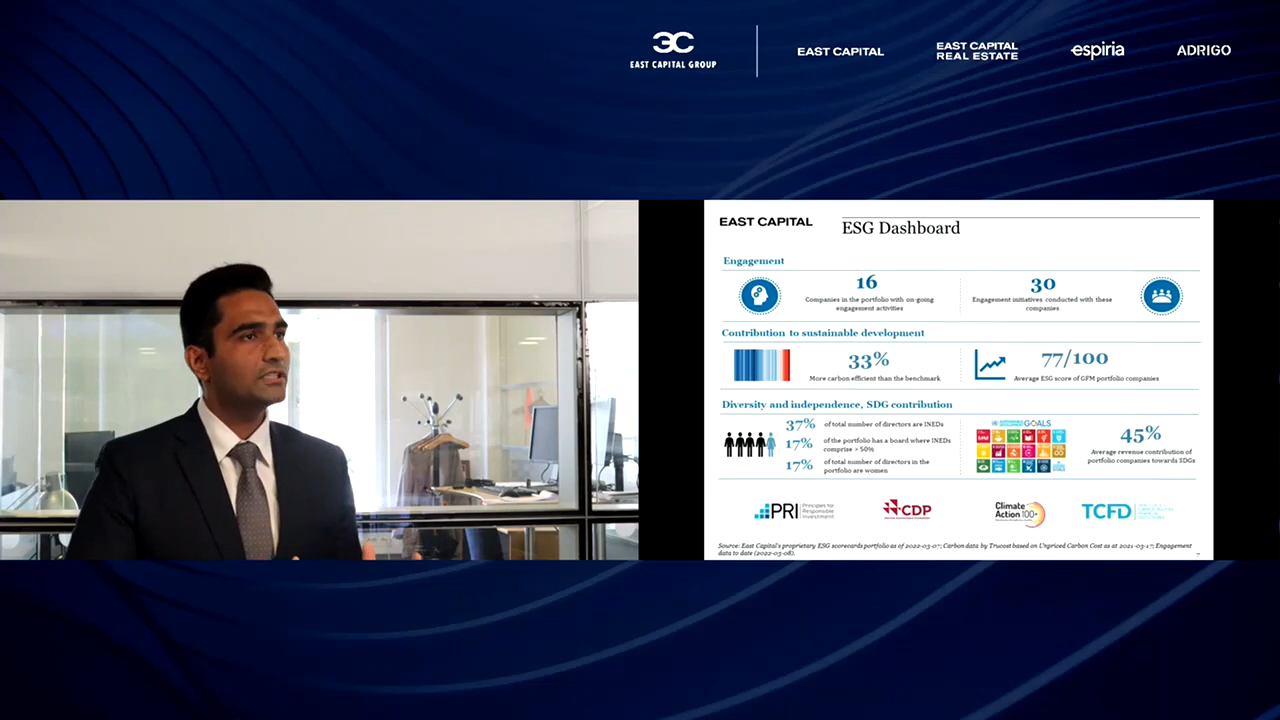 EAST CAPITAL GROUP
EAST CAPITAL
EAST CAPITAL
REAL ESTATE
espiria
ADRIGO
EAST CAPITAL
ESG Dashboard
Engagement
16
Companies in the portfolio with on-going
engagement activities
30
Engagement initiatives conducted with these
companies
Contribution to sustainable development
33%
More carbon efficient than the benchmark
77/100
Average ESG score of GFM portfolio companies
Diversity and independence, SDG contribution
37%
of total number of directors are INEDs
17%
of the portfolio has a board where INEDs
comprise > 50%
17%
of total number of directors in the
portfolio are women
GOALS
45%
Average revenue contribution of
portfolio companies towards SDGs
PRI
Principles for
Responsible
Investment
CDP
Climate
Action 100+
TCFD
Source: East Capital's proprietary ESG scorecards portfolio as of 2022-03-07; Carbon data by Trucost based on Unpriced Carbon Cost as at 2021-03-17; Engagement
data to date (2022-03-08).
7